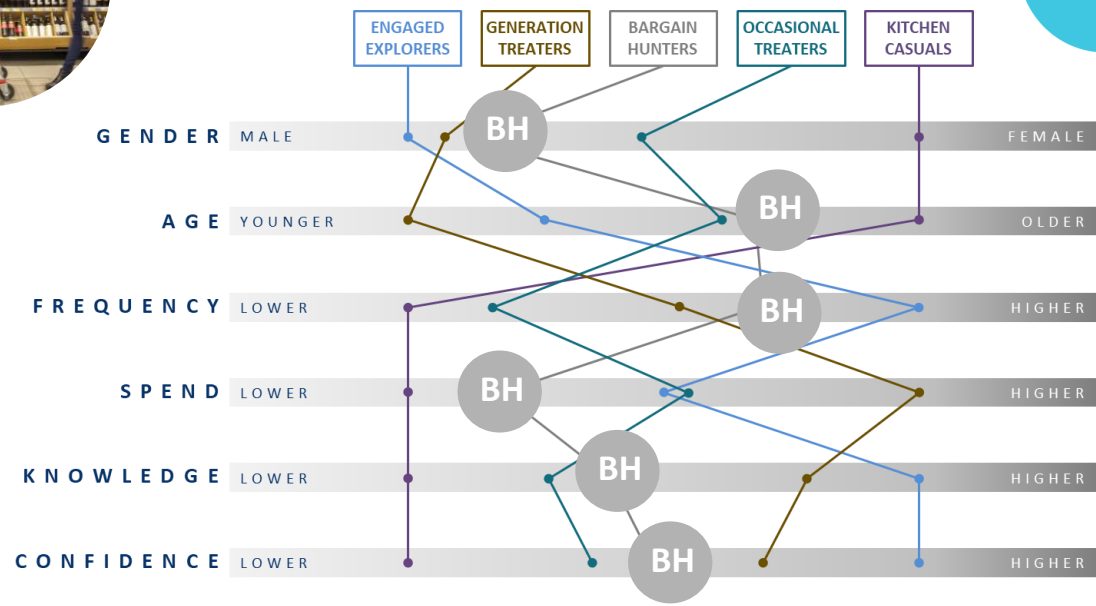 ENGAGED
EXPLORERS
GENERATION
TREATERS
BARGAIN
HUNTERS
OCCASIONAL
TREATERS
KITCHEN
CASUALS
GENDER MALE BH FEMALE
AGE YOUNGER BH OLDER
FREQUENCY LOWER BH HIGHER
SPEND LOWER BH HIGHER
KNOWLEDGE LOWER BH HIGHER
CONFIDENCE LOWER BH HIGHER